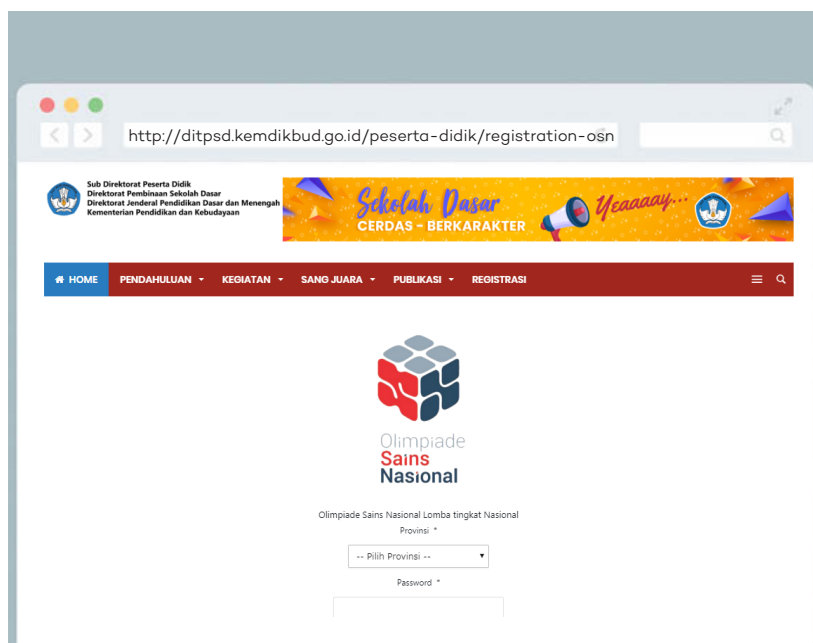 http://ditpsd.kemdikbud.go.id/peserta-didik/registration-osn
Sub Direktorat Peserta Didik
Direktorat Pembinaan Sekolah Dasar
Direktorat Jenderal Pendidikan Dasar dan Menengah
Kementerian Pendidikan dan Kebudayaan
Sekolah Dasar
CERDAS - BERKARAKTER
Yeaaaay...
HOME PENDAHULUAN KEGIATAN SANG JUARA PUBLIKASI REGISTRASI
Olimpiade
Sains
Nasional
Olimpiade Sains Nasional Lomba tingkat Nasional
Provinsi *
-- Pilih Provinsi --
Password *